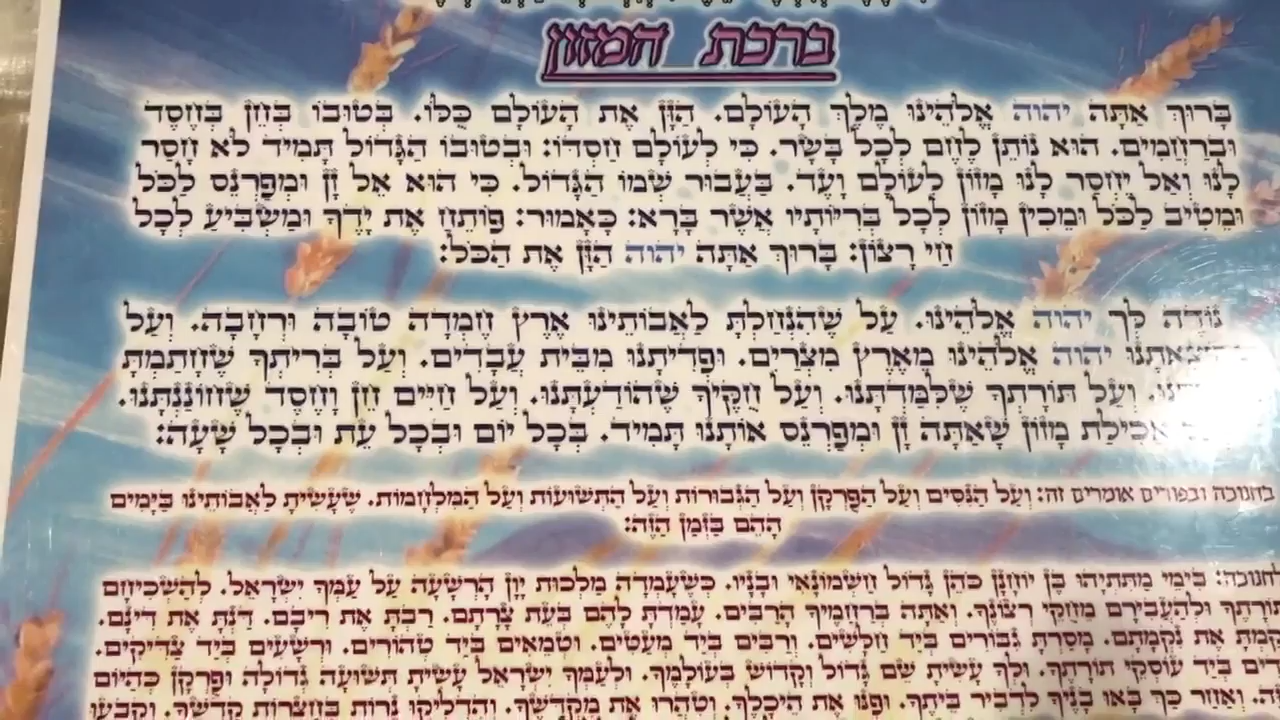 ברכת המזון
בָּרוּךְ אַתָּה יהוה אֱלֹהֵינוּ מֶלֶךְ הָעוֹלָם. הַזָּן אֶת הָעוֹלָם כֻּלּוֹ. בְּטוּבוֹ בְּחֵן בְּחֶסֶד
וּבְרַחֲמִים. הוּא נוֹתֵן לֶחֶם לְכָל בָּשָׂר. כִּי לְעוֹלָם חַסְדּוֹ: וּבְטוּבוֹ הַגָּדוֹל תָּמִיד לֹא חָסַר
לָנוּ וְאַל יֶחְסַר לָנוּ מָזוֹן לְעוֹלָם וָעֶד. בַּעֲבוּר שְׁמוֹ הַגָּדוֹל. כִּי הוּא אֵל זָן וּמְפַרְנֵס לַכֹּל
וּמֵטִיב לַכֹּל וּמֵכִין מָזוֹן לְכָל בְּרִיּוֹתָיו אֲשֶׁר בָּרָא: כָּאָמוּר: פּוֹתֵחַ אֶת יָדֶךָ וּמַשְׂבִּיעַ לְכָל
חַי רָצוֹן: בָּרוּךְ אַתָּה יהוה הַזָּן אֶת הַכֹּל:
נוֹדֶה לְּךָ יהוה אֱלֹהֵינוּ. עַל שֶׁהִנְחַלְתָּ לַאֲבוֹתֵינוּ אֶרֶץ חֶמְדָּה טוֹבָה וּרְחָבָה. וְעַל
יהוה אֱלֹהֵינוּ מֵאֶרֶץ מִצְרַיִם. וּפְדִיתָנוּ מִבֵּית עֲבָדִים. וְעַל בְּרִיתְךָ שֶׁחָתַמְתָּ
וְעַל תּוֹרָתְךָ שֶׁלִּמַּדְתָּנוּ. וְעַל חֻקֶּיךָ שֶׁהוֹדַעְתָּנוּ. וְעַל חַיִּים חֵן וָחֶסֶד שֶׁחוֹנַנְתָּנוּ.
אֲכִילַת מָזוֹן שָׁאַתָּה זָן וּמְפַרְנֵס אוֹתָנוּ תָּמִיד. בְּכָל יוֹם וּבְכָל עֵת וּבְכָל שָׁעָה:
בחנוכה ובפורים אומרים זה: וְעַל הַנִּסִּים וְעַל הַפֻּרְקָן וְעַל הַגְּבוּרוֹת וְעַל הַתְּשׁוּעוֹת וְעַל הַמִּלְחָמוֹת. שֶׁעָשִׂיתָ לַאֲבוֹתֵינוּ בַּיָּמִים
הָהֵם בַּזְּמַן הַזֶּה:
לחנוכה: בִּימֵי מַתִּתְיָהוּ בֶּן יוֹחָנָן כֹּהֵן גָּדוֹל חַשְׁמוֹנָאִי וּבָנָיו. כְּשֶׁעָמְדָה מַלְכוּת יָוָן הָרְשָׁעָה עַל עַמְּךָ יִשְׂרָאֵל. לְהַשְׁכִּיחָם
וּלְהַעֲבִירָם מֵחֻקֵּי רְצוֹנֶךָ. וְאַתָּה בְּרַחֲמֶיךָ הָרַבִּים. עָמַדְתָּ לָהֶם בְּעֵת צָרָתָם. רַבְתָּ אֶת רִיבָם. דַּנְתָּ אֶת דִּינָם.
אֶת נִקְמָתָם. מָסַרְתָּ גִּבּוֹרִים בְּיַד חַלָּשִׁים. וְרַבִּים בְּיַד מְעַטִּים. וּטְמֵאִים בְּיַד טְהוֹרִים. וּרְשָׁעִים בְּיַד צַדִּיקִים.
בְּיַד עוֹסְקֵי תוֹרָתֶךָ. וּלְךָ עָשִׂיתָ שֵׁם גָּדוֹל וְקָדוֹשׁ בְּעוֹלָמֶךָ. וּלְעַמְּךָ יִשְׂרָאֵל עָשִׂיתָ תְּשׁוּעָה גְדוֹלָה וּפֻרְקָן כְּהַיּוֹם
וְאַחַר כָּךְ בָּאוּ בָנֶיךָ לִדְבִיר בֵּיתֶךָ. וּפִנּוּ אֶת הֵיכָלֶךָ. וְטִהֲרוּ אֶת מִקְדָּשֶׁךָ. וְהִדְלִיקוּ נֵרוֹת בְּחַצְרוֹת קָדְשֶׁךָ. וְקָבְעוּ